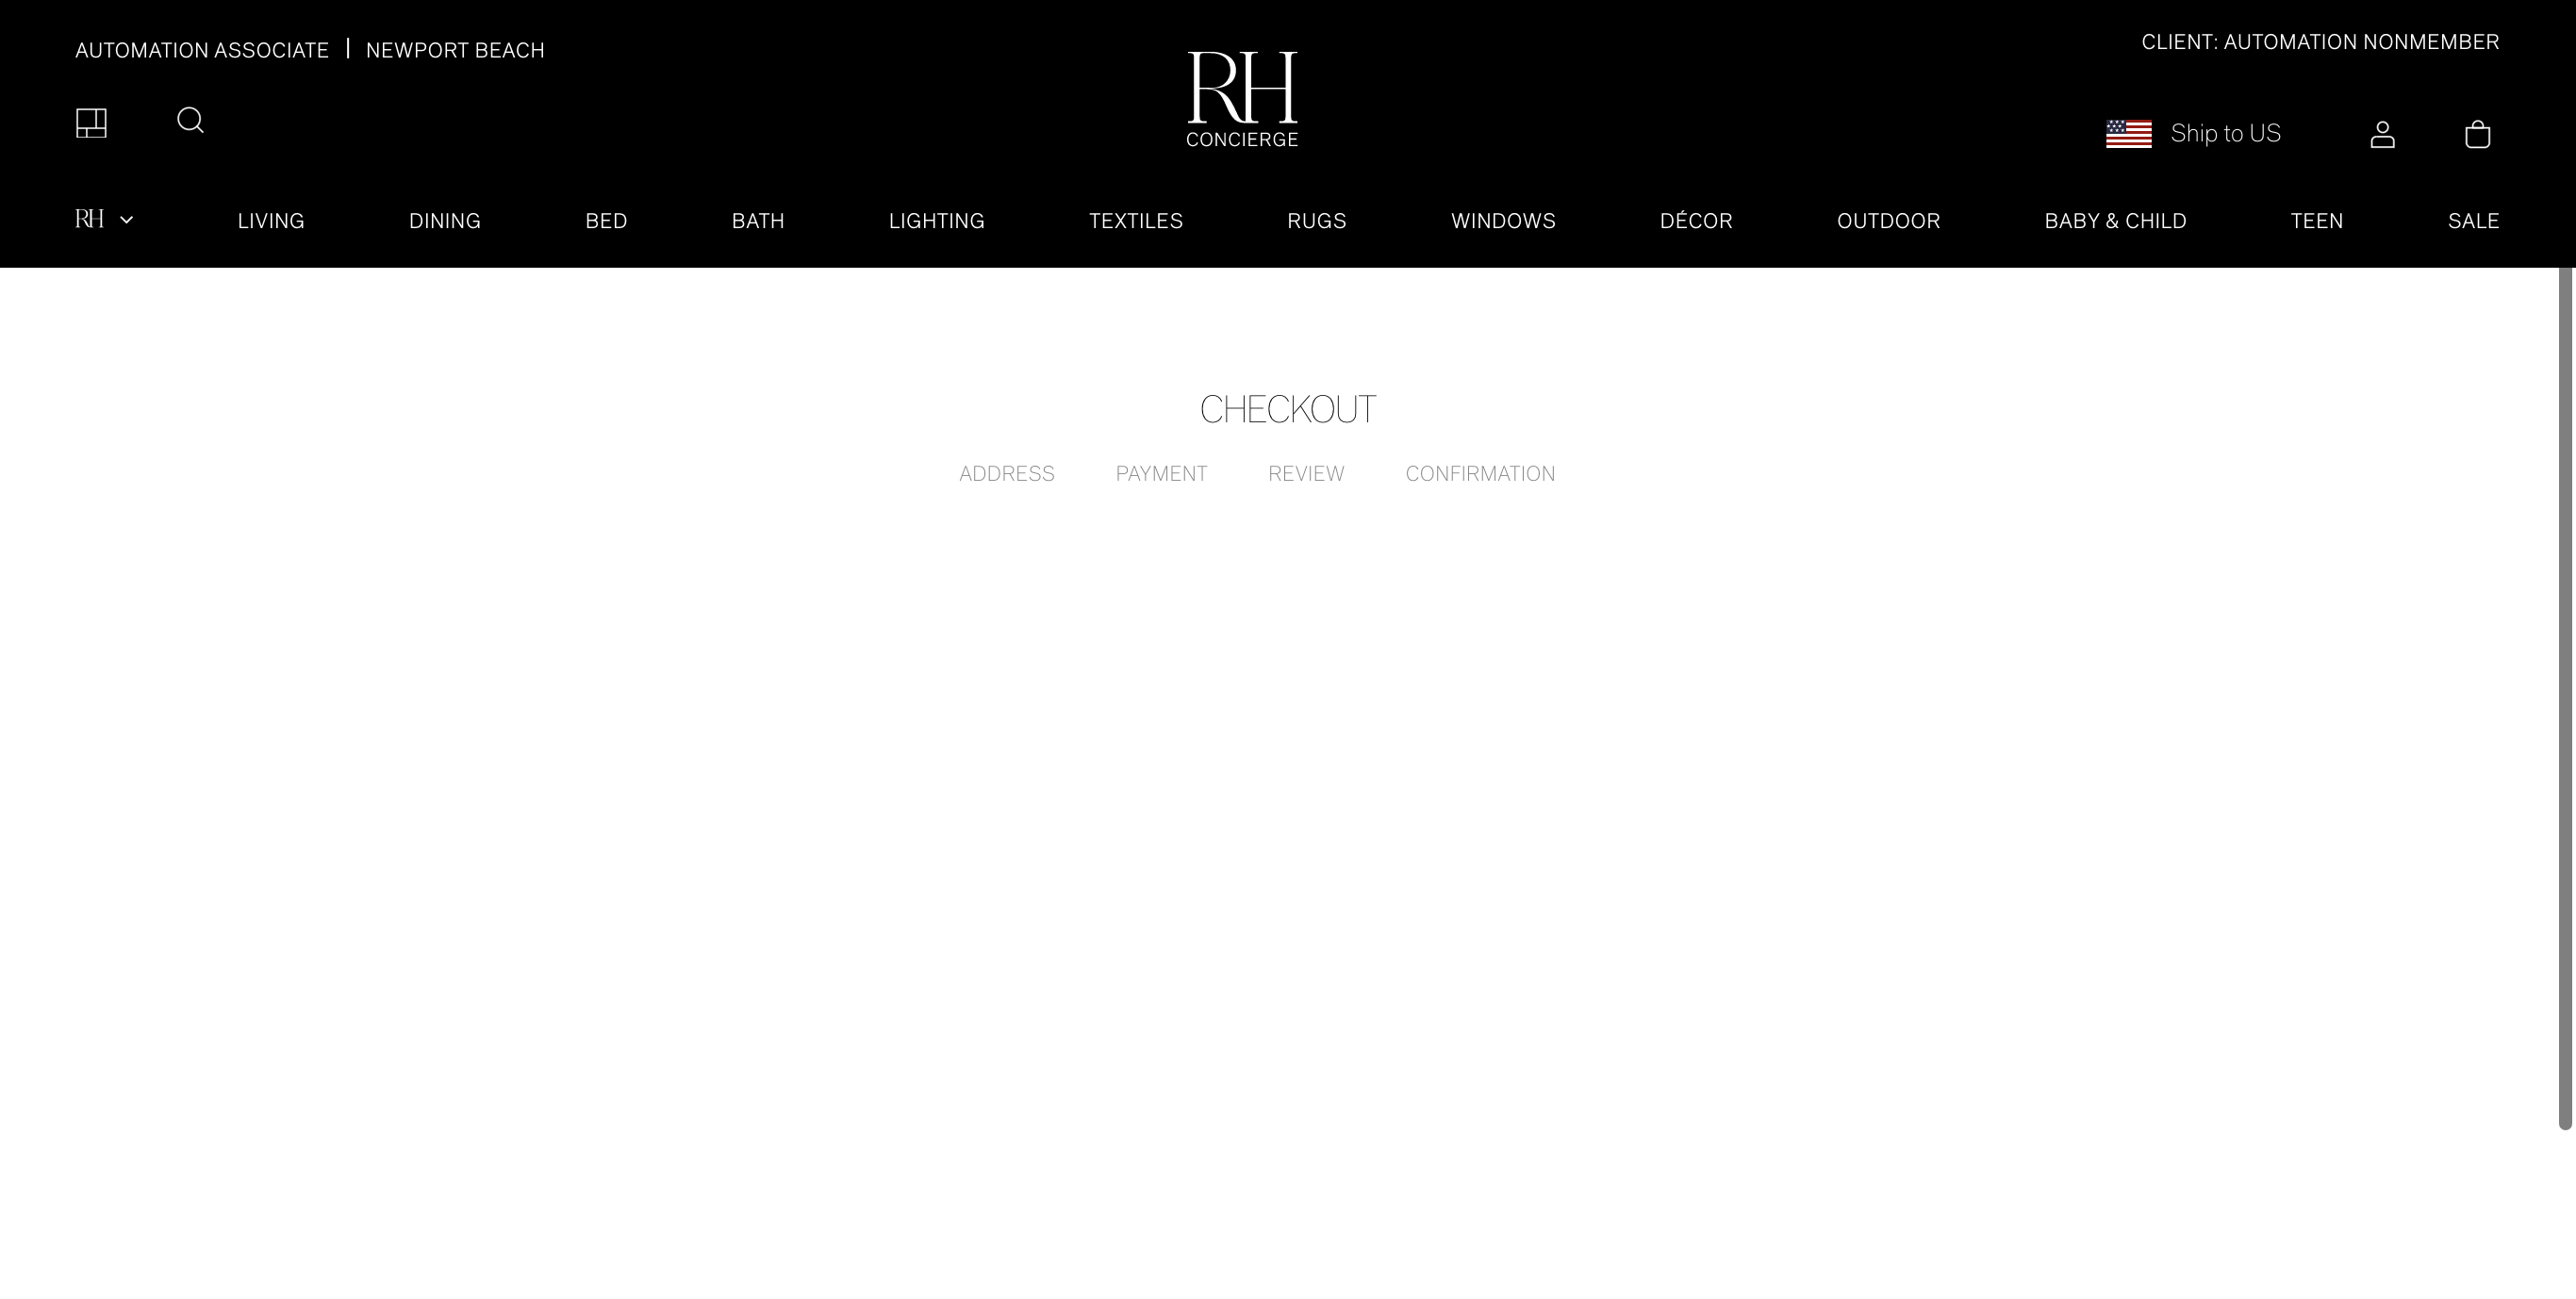 AUTOMATION ASSOCIATE | NEWPORT BEACH
CLIENT: AUTOMATION NONMEMBER
RH
CONCIERGE
Ship to US
RH LIVING DINING BED BATH LIGHTING TEXTILES RUGS WINDOWS DÉCOR OUTDOOR BABY & CHILD TEEN SALE
CHECKOUT
ADDRESS PAYMENT REVIEW CONFIRMATION